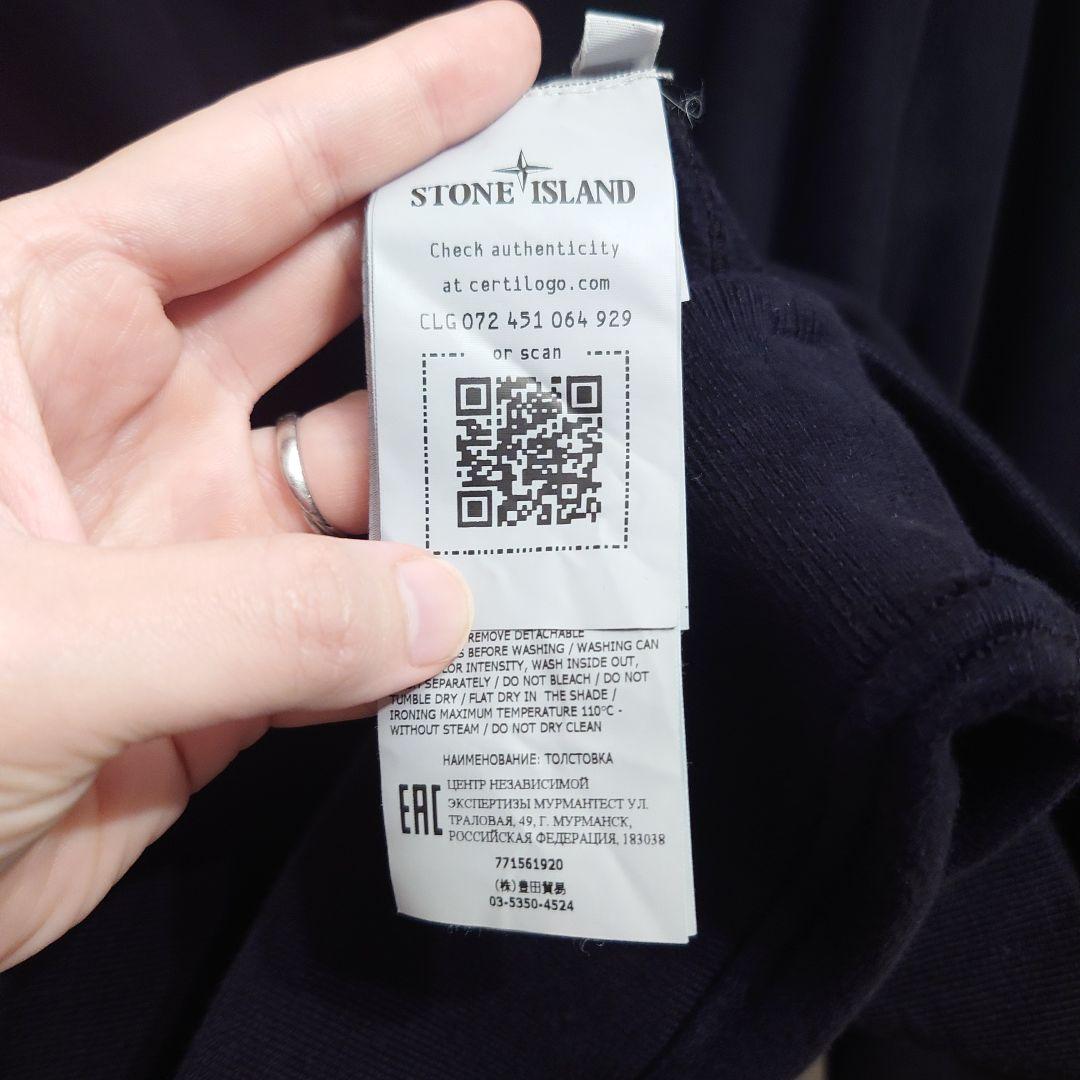 STONE ISLAND
Check authenticity
at certilogo.com
CLG 072 451 064 929
or scan
REMOVE DETACHABLE
BEFORE WASHING / WASHING CAN
INTENSITY, WASH INSIDE OUT,
SEPARATELY / DO NOT BLEACH / DO NOT
TUMBLE DRY / FLAT DRY IN THE SHADE /
IRONING MAXIMUM TEMPERATURE 110°C -
WITHOUT STEAM / DO NOT DRY CLEAN
НАИМЕНОВАНИЕ: ТОЛСТОВКА
EAC
ЦЕНТР НЕЗАВИСИМОЙ
ЭКСПЕРТИЗЫ МУРМАНТЕСТ УЛ.
ТРАЛОВАЯ, 49, Г. МУРМАНСК,
РОССИЙСКАЯ ФЕДЕРАЦИЯ, 183038
771561920
(株)豊田貿易
03-5350-4524